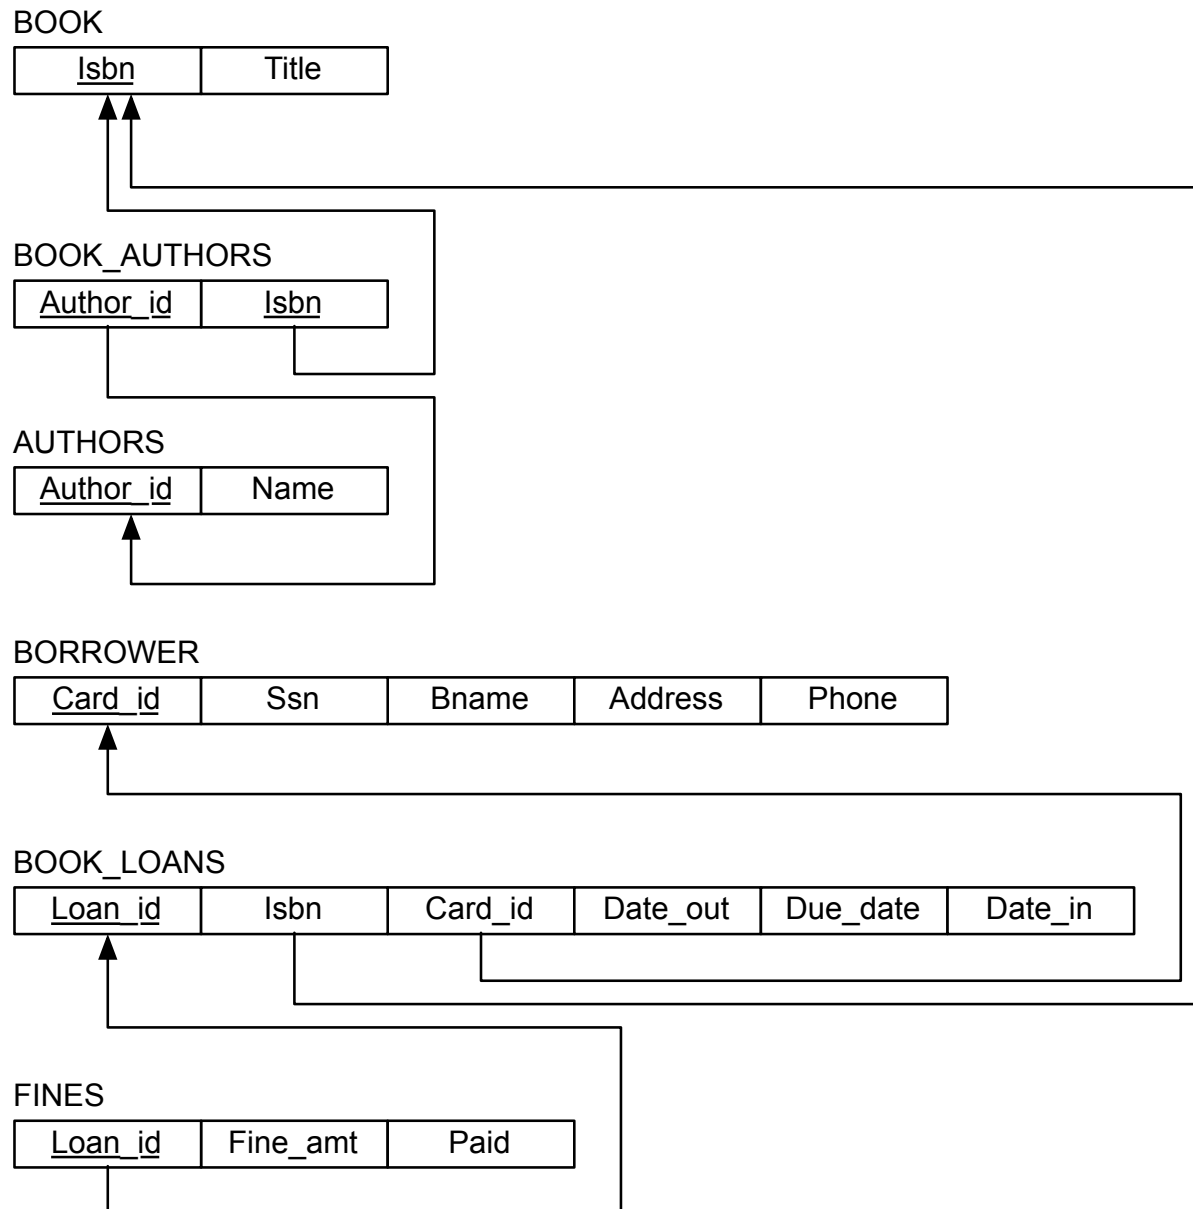 BOOK
Isbn Title
BOOK_AUTHORS
Author_id Isbn
AUTHORS
Author_id Name
BORROWER
Card_id Ssn Bname Address Phone
BOOK_LOANS
Loan_id Isbn Card_id Date_out Due_date Date_in
FINES
Loan_id Fine_amt Paid